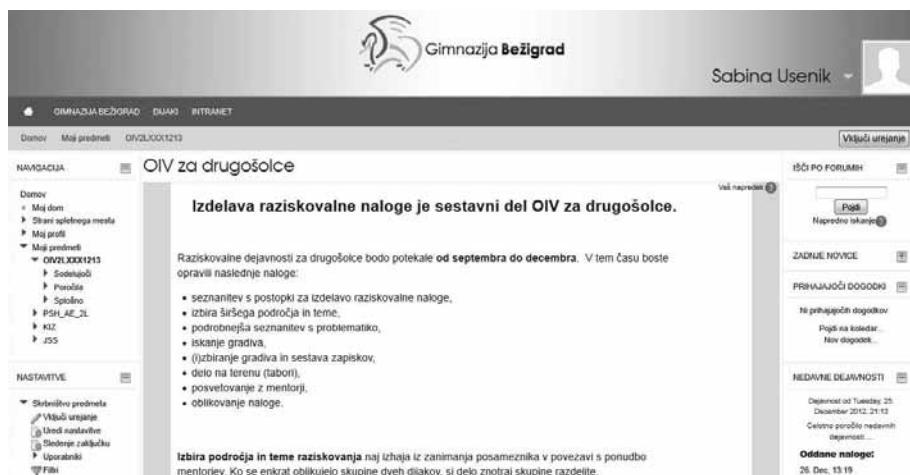 Gimnazija Bežigrad
Sabina Usenik
GIMNAZIJA BEŽIGRAD DIJAKI INTRANET
Domov Moji predmeti OIV2LXXX1213
Vključi urejanje
NAVIGACIJA
Domov
Moj dom
Strani spletnega mesta
Moj profil
Moji predmeti
OIV2LXXX1213
Sodelujoči
Poročila
Splošno
PSH_AE_2L
KIZ
JSS
NASTAVITVE
Skrbništvo predmeta
Vključi urejanje
Uredi nastavitve
Sledenje zaključku
Uporabniki
Filtri
OIV za drugošolce
Vaš napredek
Izdelava raziskovalne naloge je sestavni del OIV za drugošolce.
Raziskovalne dejavnosti za drugošolce bodo potekale od septembra do decembra. V tem času boste
opravili naslednje naloge:
• seznanitev s postopki za izdelavo raziskovalne naloge,
• izbira širšega področja in teme,
• podrobnejša seznanitev s problematiko,
• iskanje gradiva,
• (i)zbiranje gradiva in sestava zapiskov,
• delo na terenu (tabori),
• posvetovanje z mentorji,
• oblikovanje naloge.
Izbira področja in teme raziskovanja naj izhaja iz zanimanja posameznika v povezavi s ponudbo
mentorjev. Ko se enkrat oblikujejo skupine dveh dijakov, si delo znotraj skupine razdelite.
IŠČI PO FORUMIH
Pojdi
Napredno iskanje
ZADNJE NOVICE
PRIHAJAJOČI DOGODKI
Ni prihajajočih dogodkov
Pojdi na koledar...
Nov dogodek...
NEDAVNE DEJAVNOSTI
Dejavnost od Tuesday, 25.
December 2012, 21:13
Celotno poročilo nedavnih
dejavnosti...
Oddane naloge:
26. Dec, 13:19